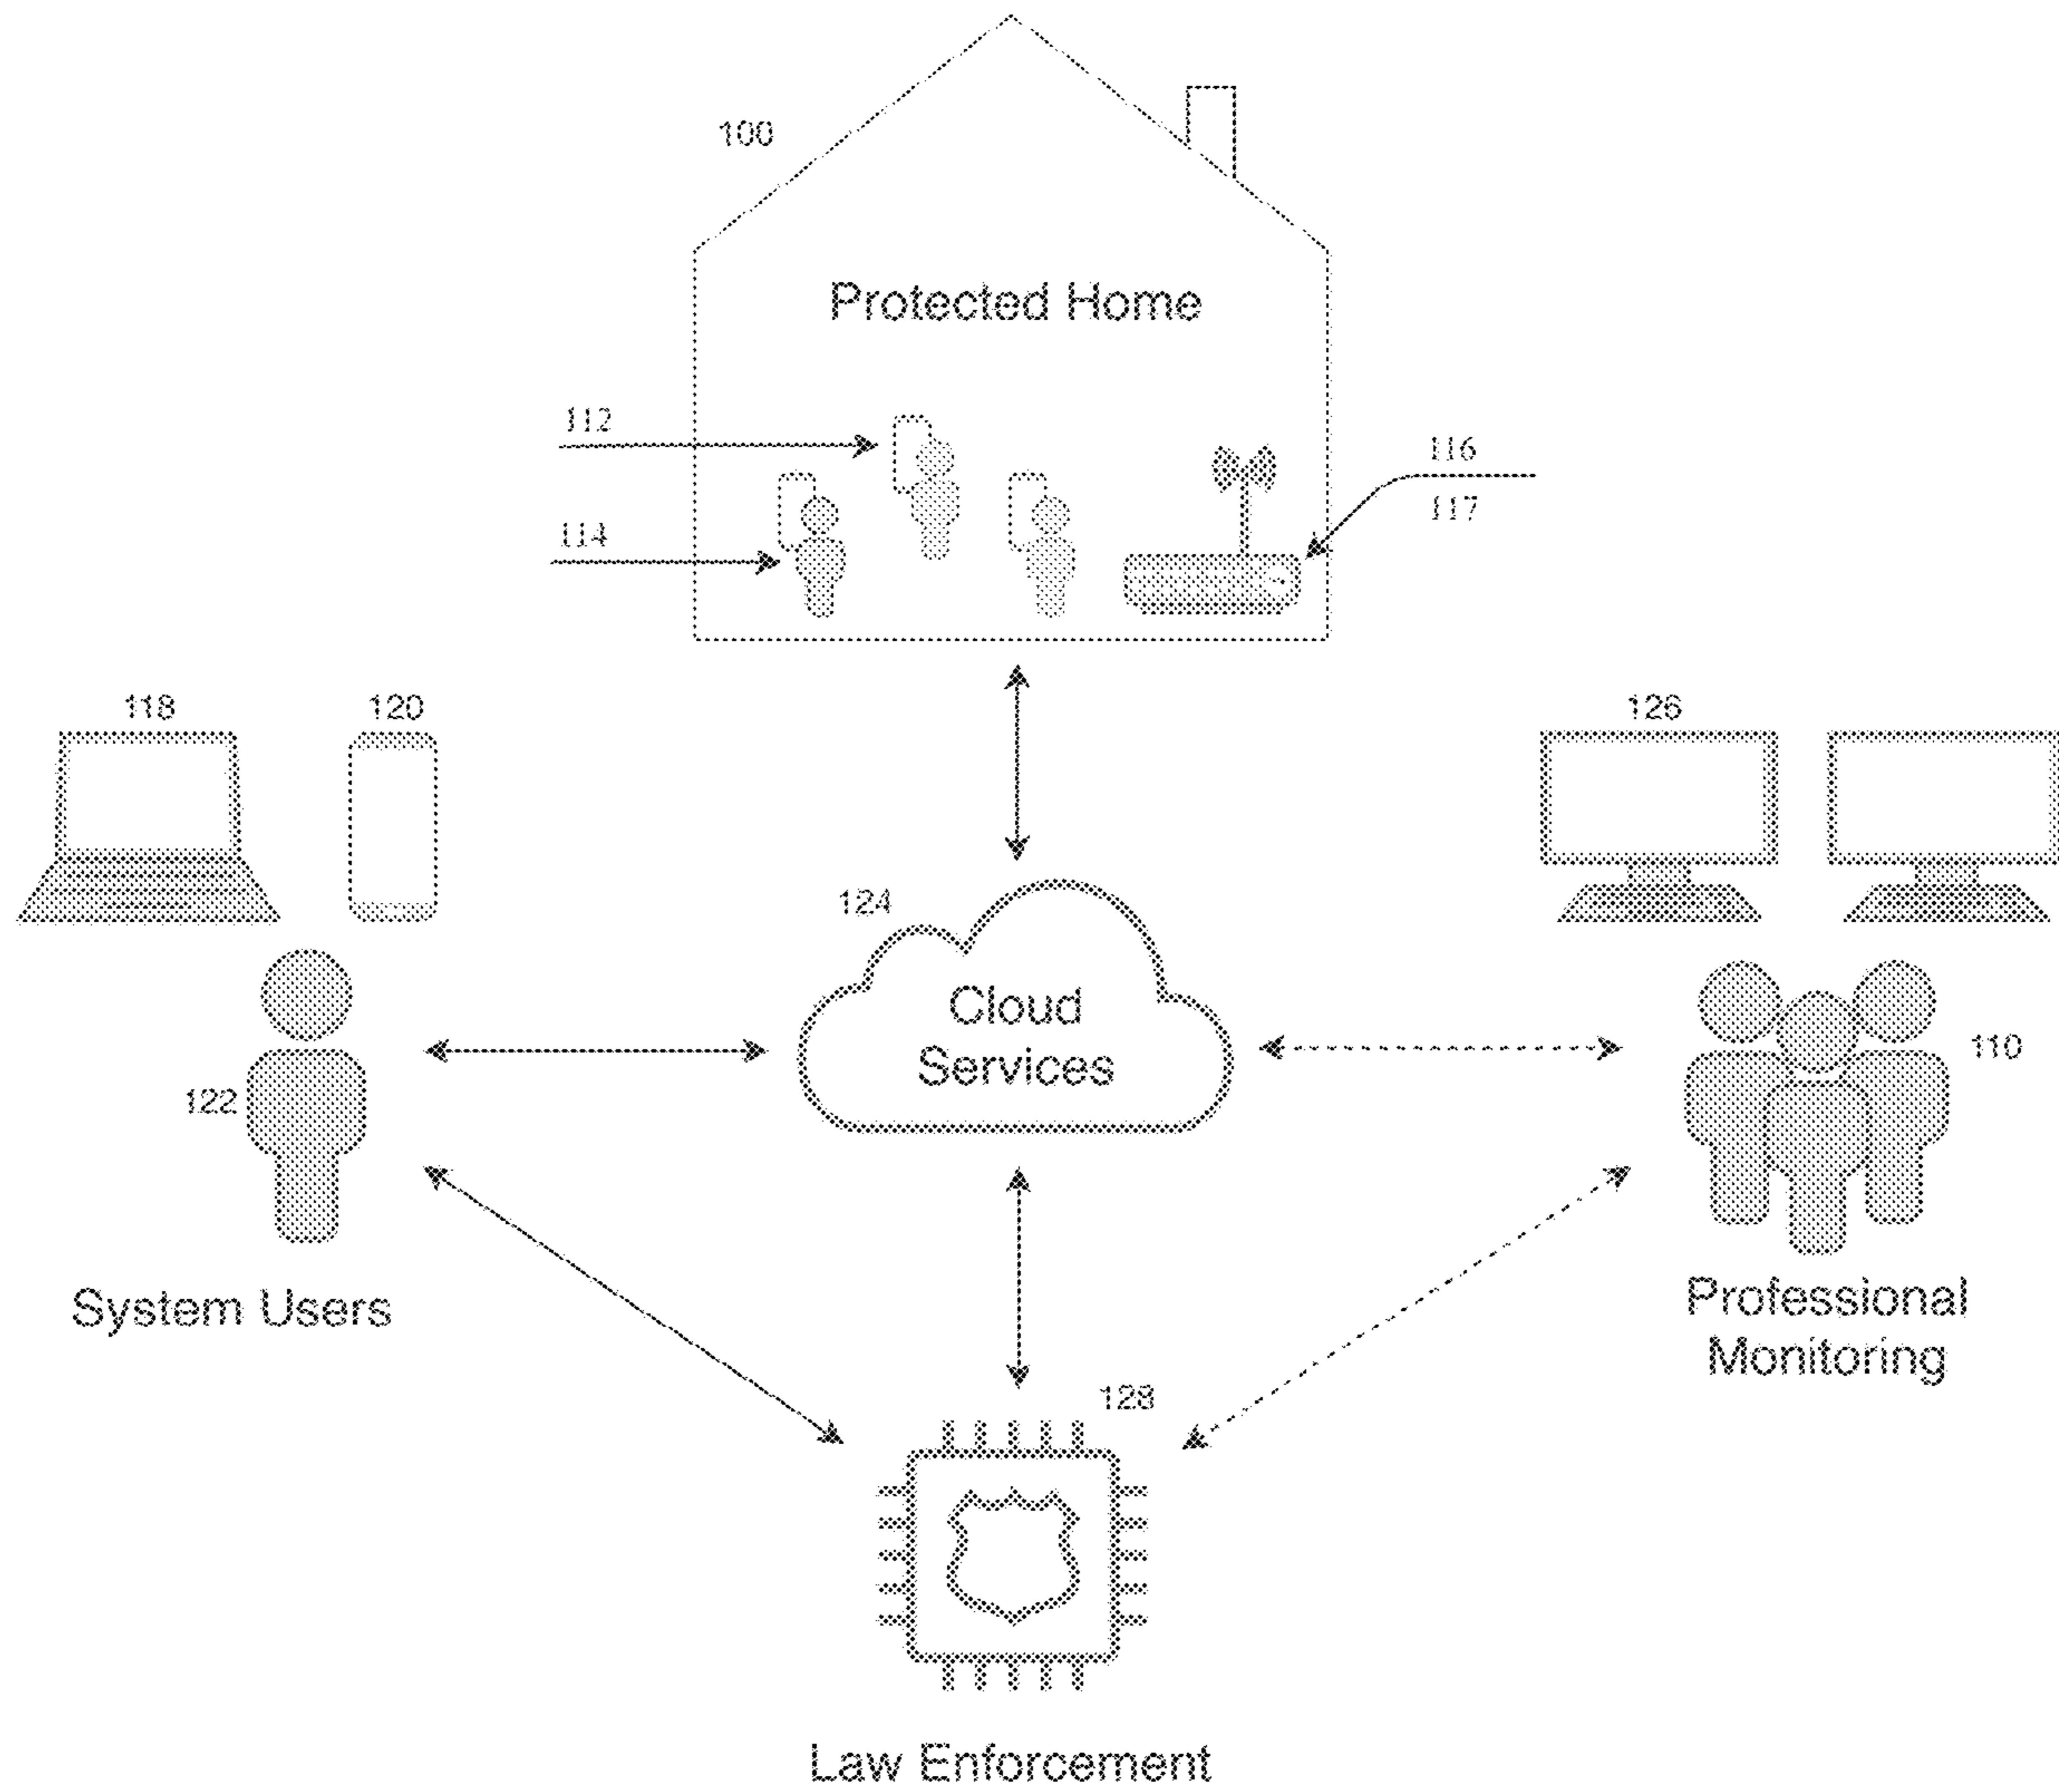 100
Protected Home
112
116
114
117
118
120
126
124
Cloud
Services
110
122
System Users
Professional
Monitoring
128
Law Enforcement